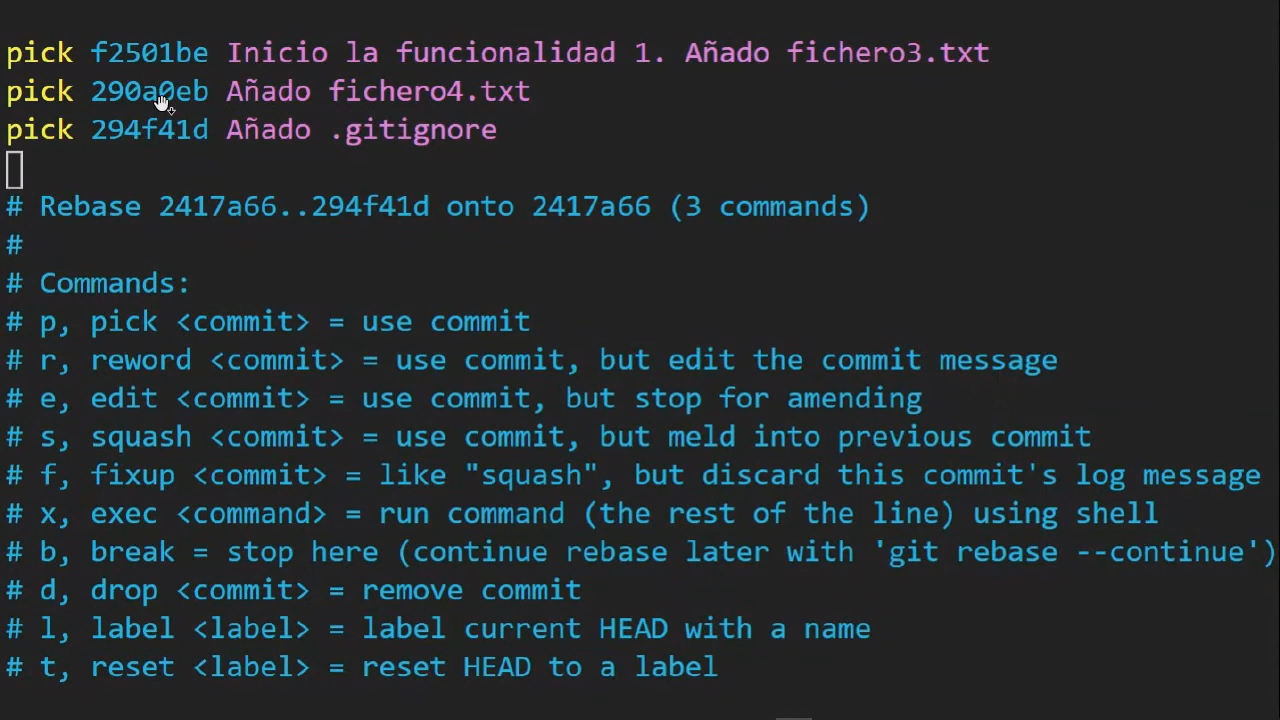 pick f2501be Inicio la funcionalidad 1. Añado fichero3.txt
pick 290a0eb Añado fichero4.txt
pick 294f41d Añado .gitignore
# Rebase 2417a66..294f41d onto 2417a66 (3 commands)
#
# Commands:
# p, pick <commit> = use commit
# r, reword <commit> = use commit, but edit the commit message
# e, edit <commit> = use commit, but stop for amending
# s, squash <commit> = use commit, but meld into previous commit
# f, fixup <commit> = like "squash", but discard this commit's log message
# x, exec <command> = run command (the rest of the line) using shell
# b, break = stop here (continue rebase later with 'git rebase --continue')
# d, drop <commit> = remove commit
# l, label <label> = label current HEAD with a name
# t, reset <label> = reset HEAD to a label